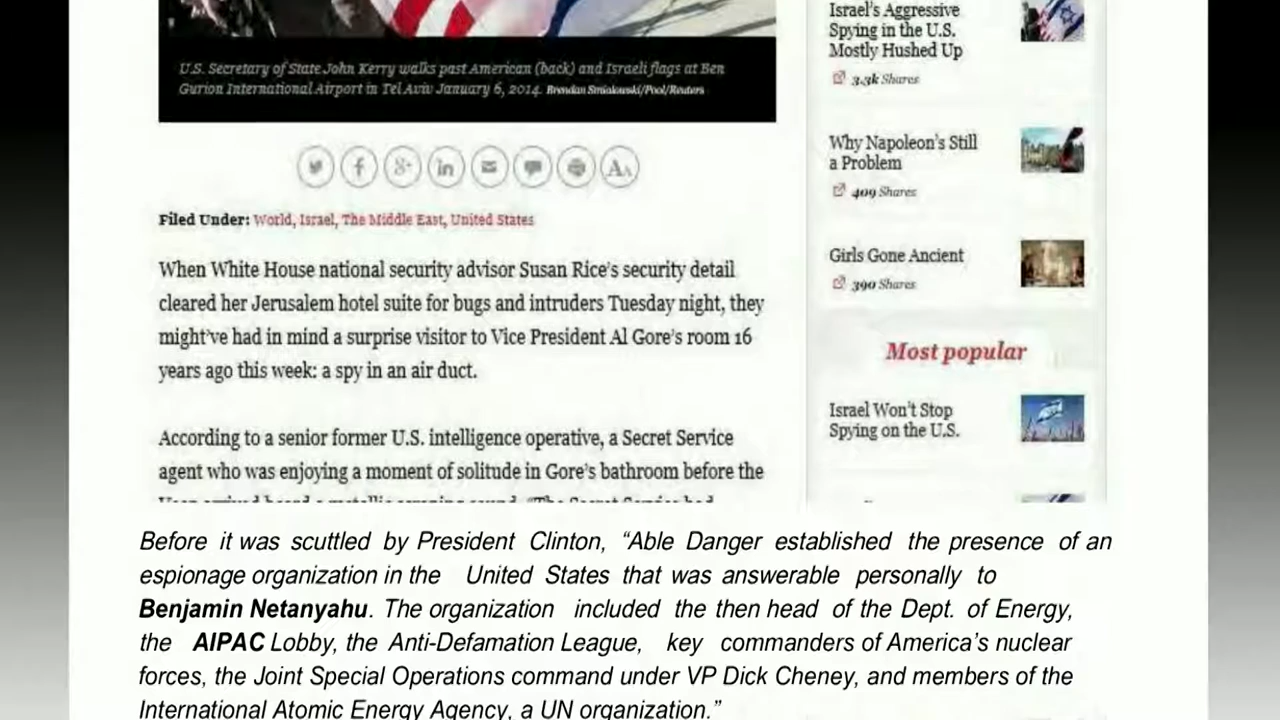 U.S. Secretary of State John Kerry walks past American (back) and Israeli flags at Ben
Gurion International Airport in Tel Aviv January 6, 2014. Brendan Smialowski/Pool/Reuters
Filed Under: World, Israel, The Middle East, United States
When White House national security advisor Susan Rice's security detail
cleared her Jerusalem hotel suite for bugs and intruders Tuesday night, they
might've had in mind a surprise visitor to Vice President Al Gore's room 16
years ago this week: a spy in an air duct.
According to a senior former U.S. intelligence operative, a Secret Service
agent who was enjoying a moment of solitude in Gore's bathroom before the
Israel's Aggressive
Spying in the U.S.
Mostly Hushed Up
3.3k Shares
Why Napoleon's Still
a Problem
409 Shares
Girls Gone Ancient
390 Shares
Most popular
Israel Won't Stop
Spying on the U.S.
Before it was scuttled by President Clinton, “Able Danger established the presence of an
espionage organization in the United States that was answerable personally to
Benjamin Netanyahu. The organization included the then head of the Dept. of Energy,
the AIPAC Lobby, the Anti-Defamation League, key commanders of America's nuclear
forces, the Joint Special Operations command under VP Dick Cheney, and members of the
International Atomic Energy Agency, a UN organization.”